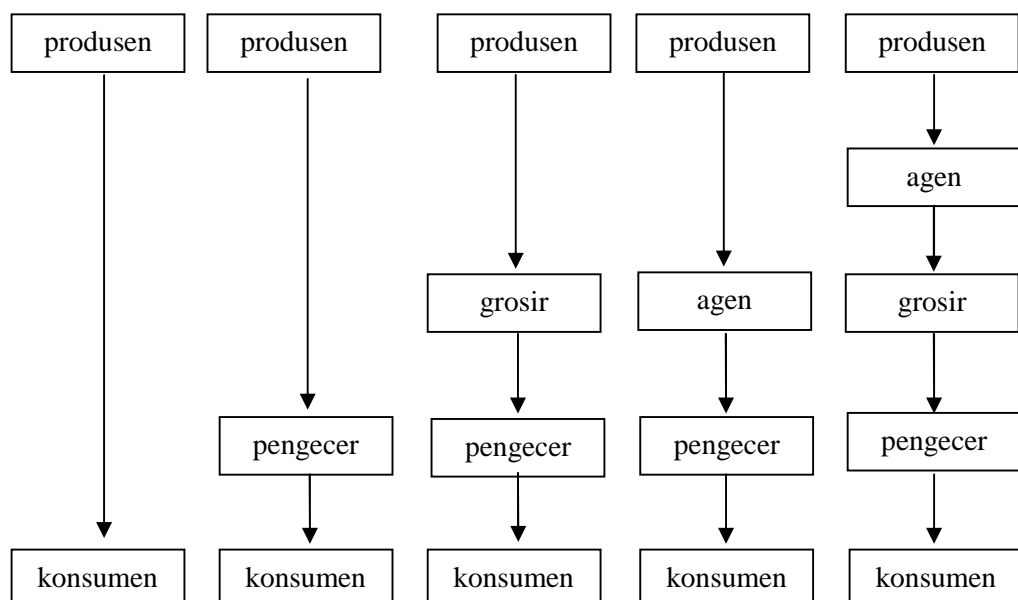 produsen produsen produsen produsen produsen
agen
grosir agen grosir
pengecer pengecer pengecer pengecer
konsumen konsumen konsumen konsumen konsumen